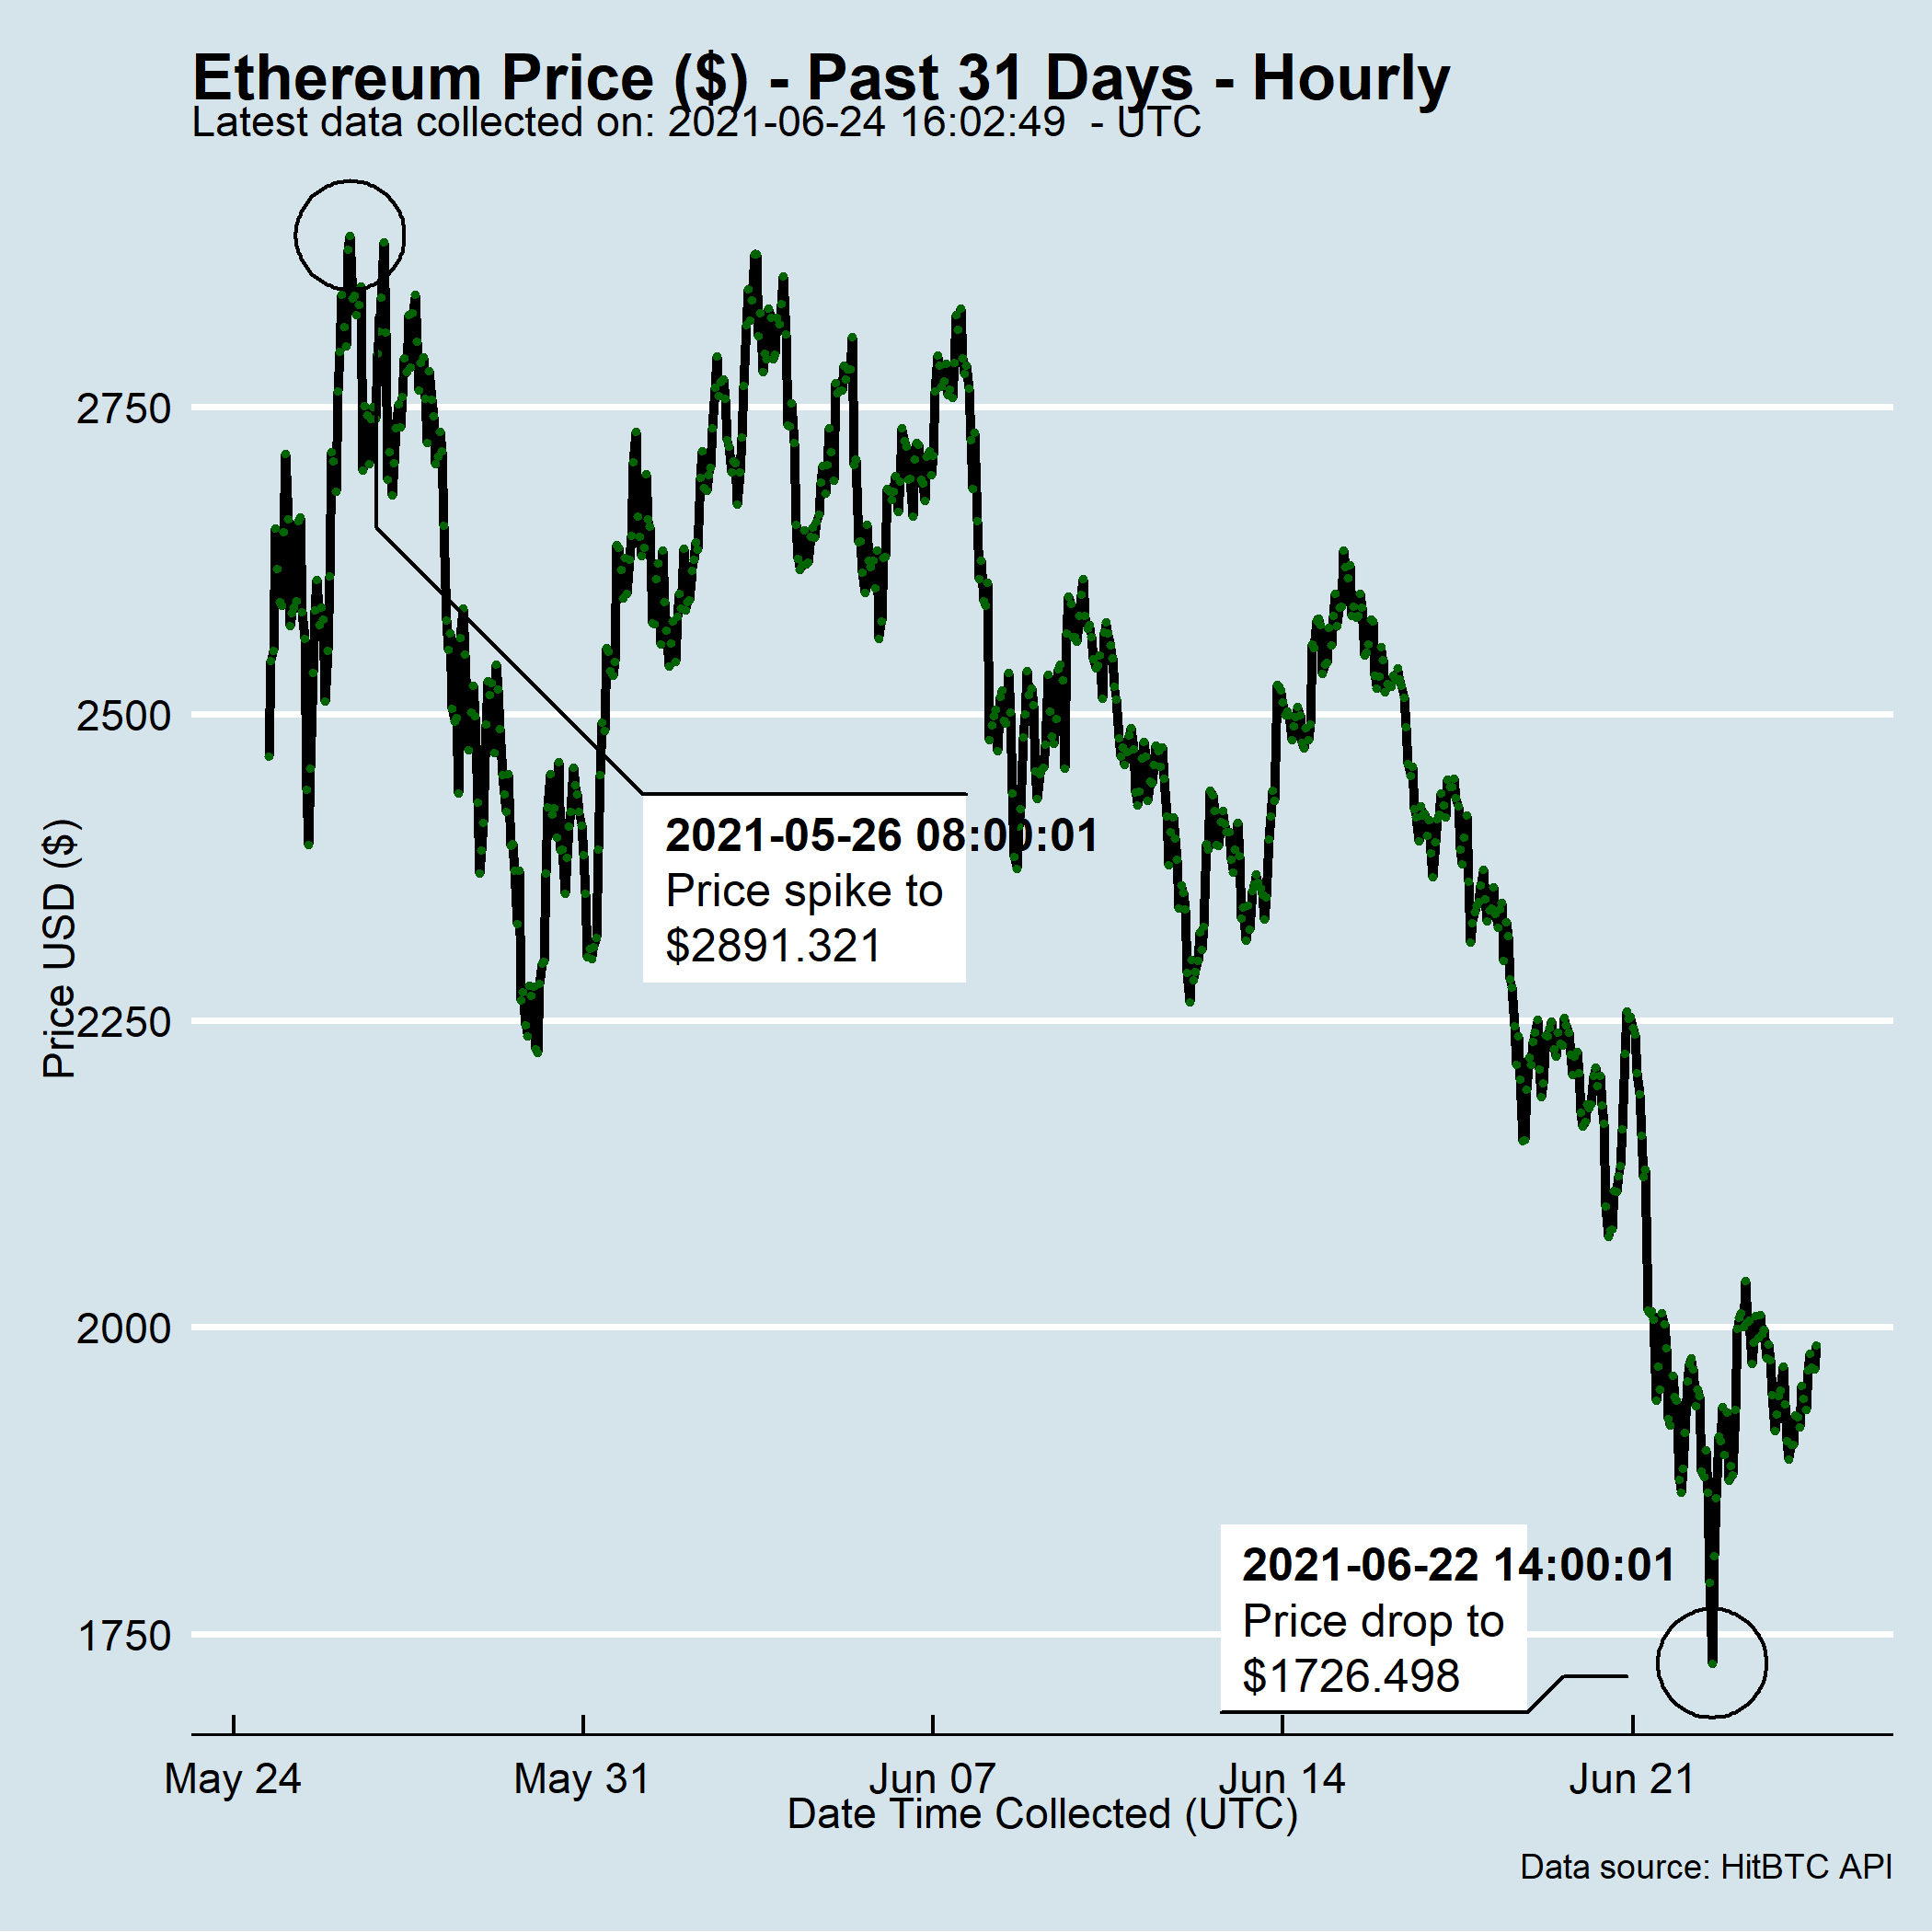 Ethereum Price ($) - Past 31 Days - Hourly
Latest data collected on: 2021-06-24 16:02:49  - UTC
Price USD ($)
2750
2500
2250
2000
1750
2021-05-26 08:00:01
Price spike to
$2891.321
2021-06-22 14:00:01
Price drop to
$1726.498
May 24
May 31
Jun 07
Jun 14
Jun 21
Date Time Collected (UTC)
Data source: HitBTC API